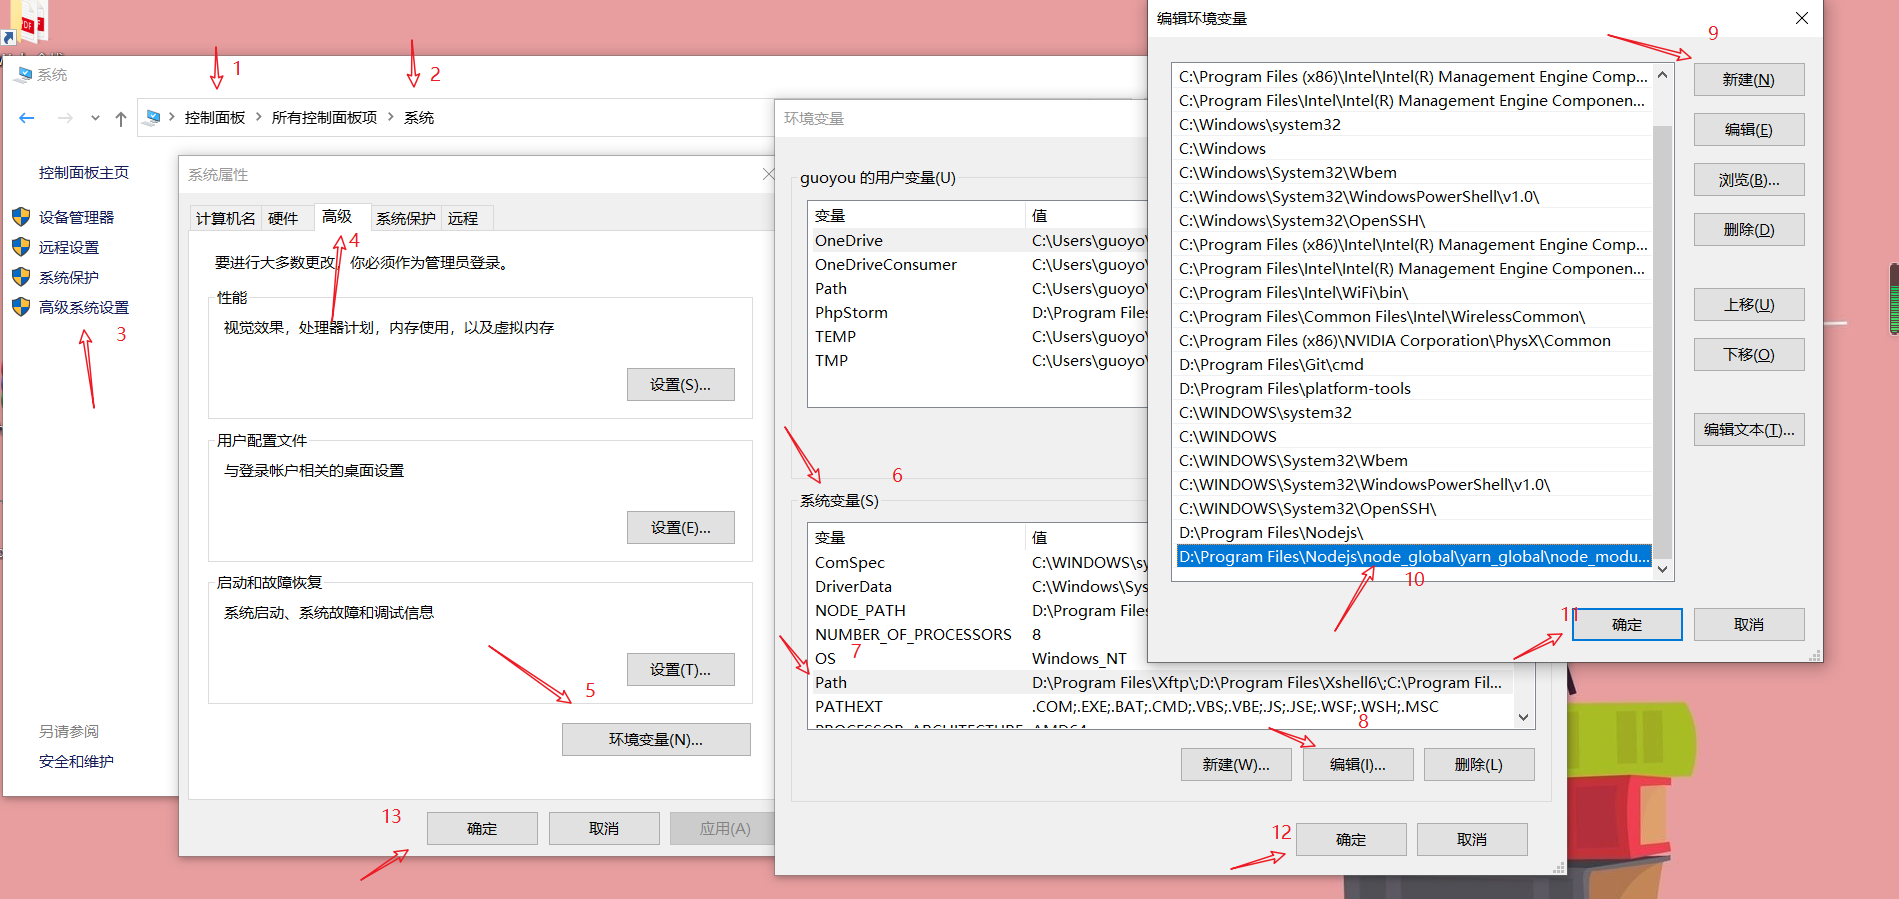 PDF
系统
1
2
控制面板
所有控制面板项
系统
控制面板主页
设备管理器
远程设置
系统保护
高级系统设置
3
另请参阅
安全和维护
系统属性
计算机名 硬件 高级 系统保护 远程
4
要进行大多数更改，你必须作为管理员登录。
性能
视觉效果，处理器计划，内存使用，以及虚拟内存
设置(S)...
用户配置文件
与登录帐户相关的桌面设置
设置(E)...
启动和故障恢复
系统启动、系统故障和调试信息
设置(T)...
5
环境变量(N)...
13
确定 取消 应用(A)
环境变量
guoyou 的用户变量(U)
变量 值
OneDrive C:\Users\guoyo\
OneDriveConsumer C:\Users\guoyo\
Path C:\Users\guoyo\
PhpStorm D:\Program Files
TEMP C:\Users\guoyo\
TMP C:\Users\guoyo\
6
系统变量(S)
变量 值
ComSpec C:\WINDOWS\sy
DriverData C:\Windows\Sys
NODE_PATH D:\Program Files
NUMBER_OF_PROCESSORS 8
OS Windows_NT
7
Path D:\Program Files\Xftp\;D:\Program Files\Xshell6\;C:\Program Fil...
PATHEXT .COM;.EXE;.BAT;.CMD;.VBS;.VBE;.JS;.JSE;.WSF;.WSH;.MSC
PROCESSOR_ARCHITECTURE AMD64
8
新建(W)... 编辑(I)... 删除(L)
12
确定 取消
编辑环境变量
9
C:\Program Files (x86)\Intel\Intel(R) Management Engine Comp...
C:\Program Files\Intel\Intel(R) Management Engine Componen...
C:\Windows\system32
C:\Windows
C:\Windows\System32\Wbem
C:\Windows\System32\WindowsPowerShell\v1.0\
C:\Windows\System32\OpenSSH\
C:\Program Files (x86)\Intel\Intel(R) Management Engine Comp...
C:\Program Files\Intel\Intel(R) Management Engine Componen...
C:\Program Files\Intel\WiFi\bin\
C:\Program Files\Common Files\Intel\WirelessCommon\
C:\Program Files (x86)\NVIDIA Corporation\PhysX\Common
D:\Program Files\Git\cmd
D:\Program Files\platform-tools
C:\WINDOWS\system32
C:\WINDOWS
C:\WINDOWS\System32\Wbem
C:\WINDOWS\System32\WindowsPowerShell\v1.0\
C:\WINDOWS\System32\OpenSSH\
D:\Program Files\Nodejs\
D:\Program Files\Nodejs\node_global\yarn_global\node_modu...
10
新建(N)
编辑(E)
浏览(B)...
删除(D)
上移(U)
下移(O)
编辑文本(T)...
11
确定 取消